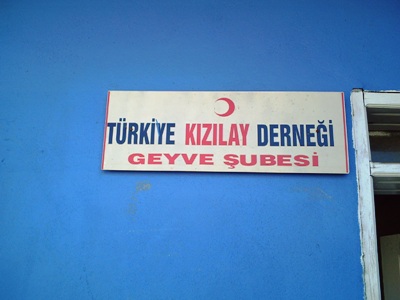 TÜRKİYE KIZILAY DERNEĞİ
GEYVE ŞUBESİ